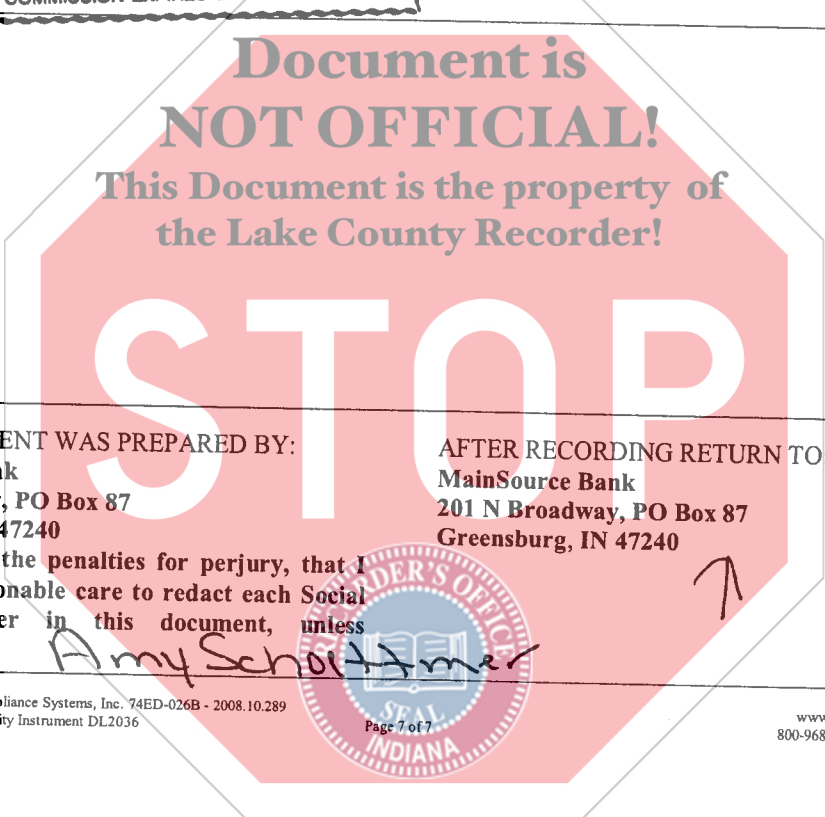 Document is
NOT OFFICIAL!
This Document is the property of
the Lake County Recorder!
STOP
ENT WAS PREPARED BY:
k
, PO Box 87
47240
the penalties for perjury, that I
onable care to redact each Social
er in this document, unless
Amy Schoittmer
AFTER RECORDING RETURN TO
MainSource Bank
201 N Broadway, PO Box 87
Greensburg, IN 47240
RECORDER'S OFFICE
SEAL
INDIANA
pliance Systems, Inc. 74ED-026B - 2008.10.289
ity Instrument DL2036
Page 7 of 7
www
800-968